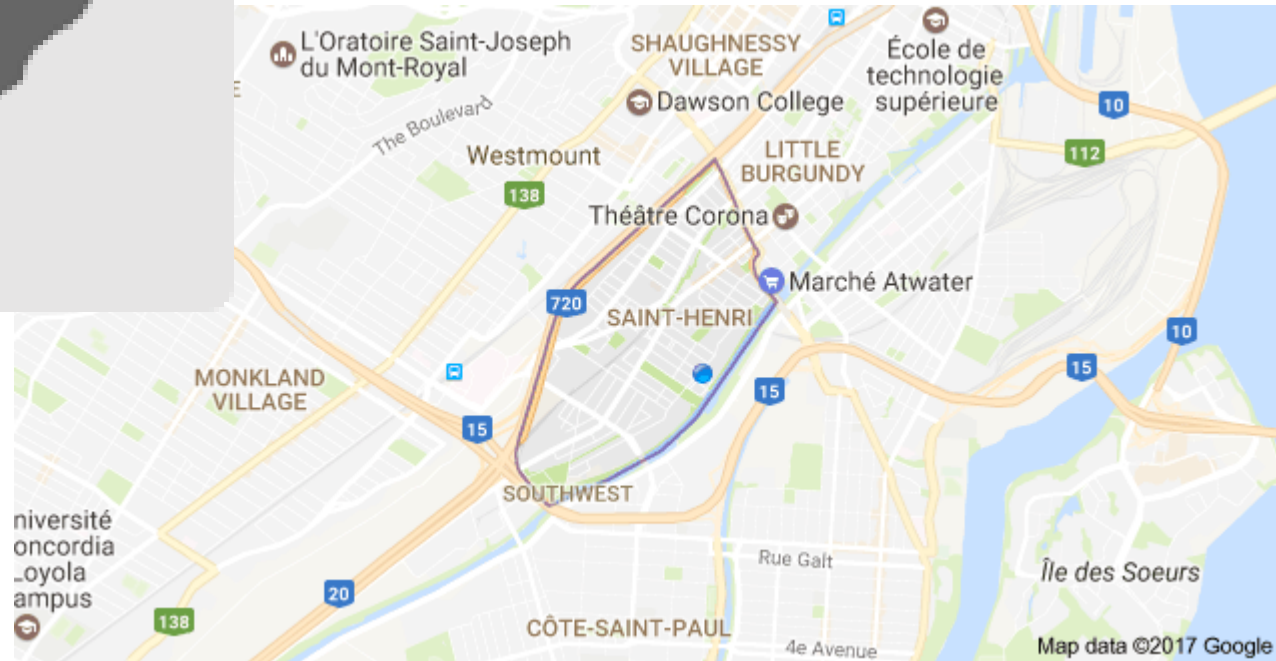 L'Oratoire Saint-Joseph
du Mont-Royal
SHAUGHNESSY
VILLAGE
École de
technologie
supérieure
E
The Boulevard
Dawson College
10
Westmount
LITTLE
BURGUNDY
112
138
Théâtre Corona
Marché Atwater
720
SAINT-HENRI
10
MONKLAND
VILLAGE
15
15
15
SOUTHWEST
niversité
oncordia
Loyola
ampus
Rue Galt
Île des Soeurs
20
138
CÔTE-SAINT-PAUL
4e Avenue
Map data ©2017 Google